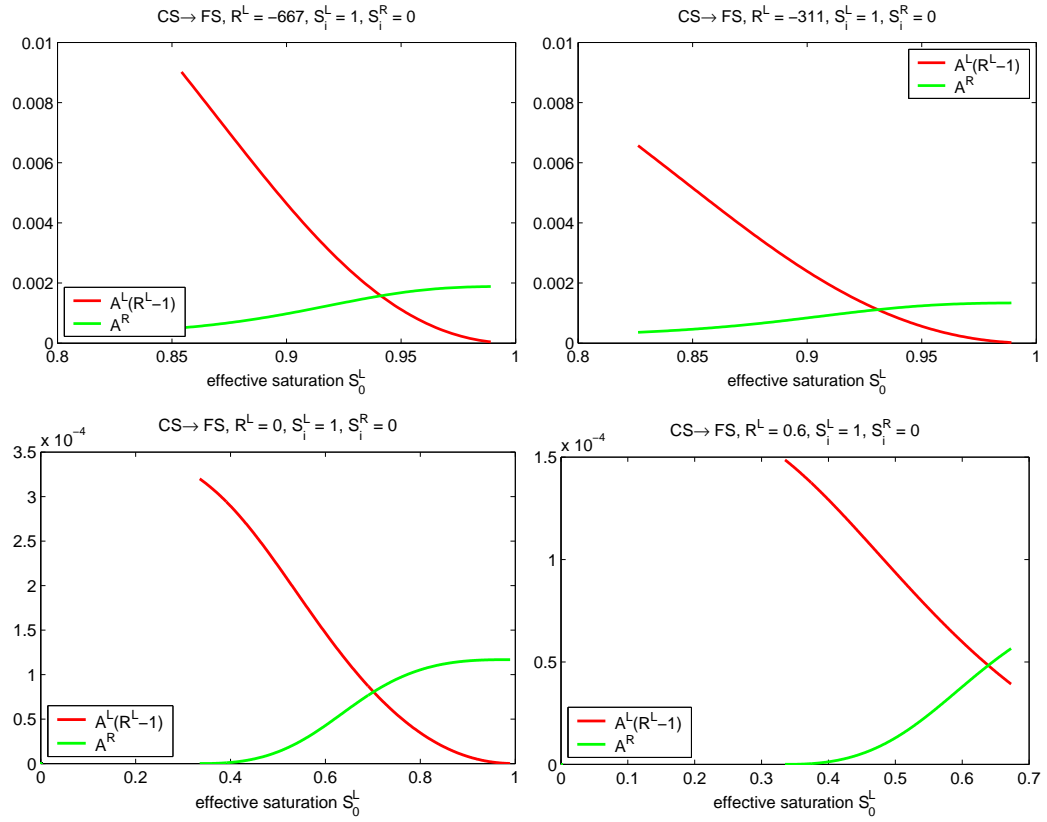 CS→ FS, R^L = −667, S_i^L = 1, S_i^R = 0
0.01
0.008
0.006
0.004
0.002
0
0.8 0.85 0.9 0.95 1
A^L(R^L−1)
A^R
effective saturation S_0^L
CS→ FS, R^L = −311, S_i^L = 1, S_i^R = 0
0.01
0.008
0.006
0.004
0.002
0
0.8 0.85 0.9 0.95 1
A^L(R^L−1)
A^R
effective saturation S_0^L
CS→ FS, R^L = 0, S_i^L = 1, S_i^R = 0
x 10^−4
3.5
3
2.5
2
1.5
1
0.5
0
0 0.2 0.4 0.6 0.8 1
A^L(R^L−1)
A^R
effective saturation S_0^L
CS→ FS, R^L = 0.6, S_i^L = 1, S_i^R = 0
x 10^−4
1.5
1
0.5
0
0 0.1 0.2 0.3 0.4 0.5 0.6 0.7
A^L(R^L−1)
A^R
effective saturation S_0^L